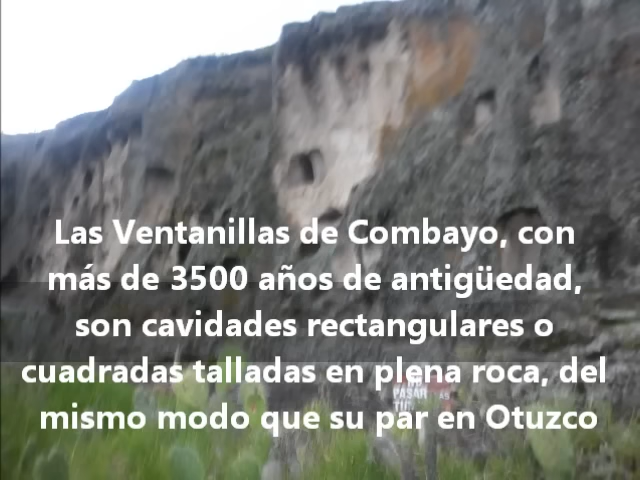 Las Ventanillas de Combayo, con
más de 3500 años de antigüedad,
son cavidades rectangulares o
cuadradas talladas en plena roca, del
mismo modo que su par en Otuzco
PASAR